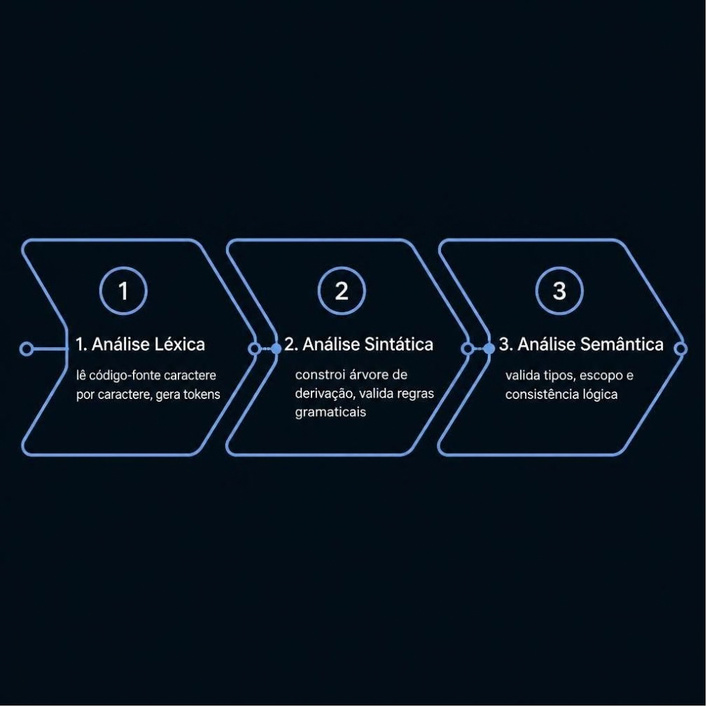 1
1. Análise Léxica
lê código-fonte caractere
por caractere, gera tokens
2
2. Análise Sintática
constroi árvore de
derivação, valida regras
gramaticais
3
3. Análise Semântica
valida tipos, escopo e
consistência lógica